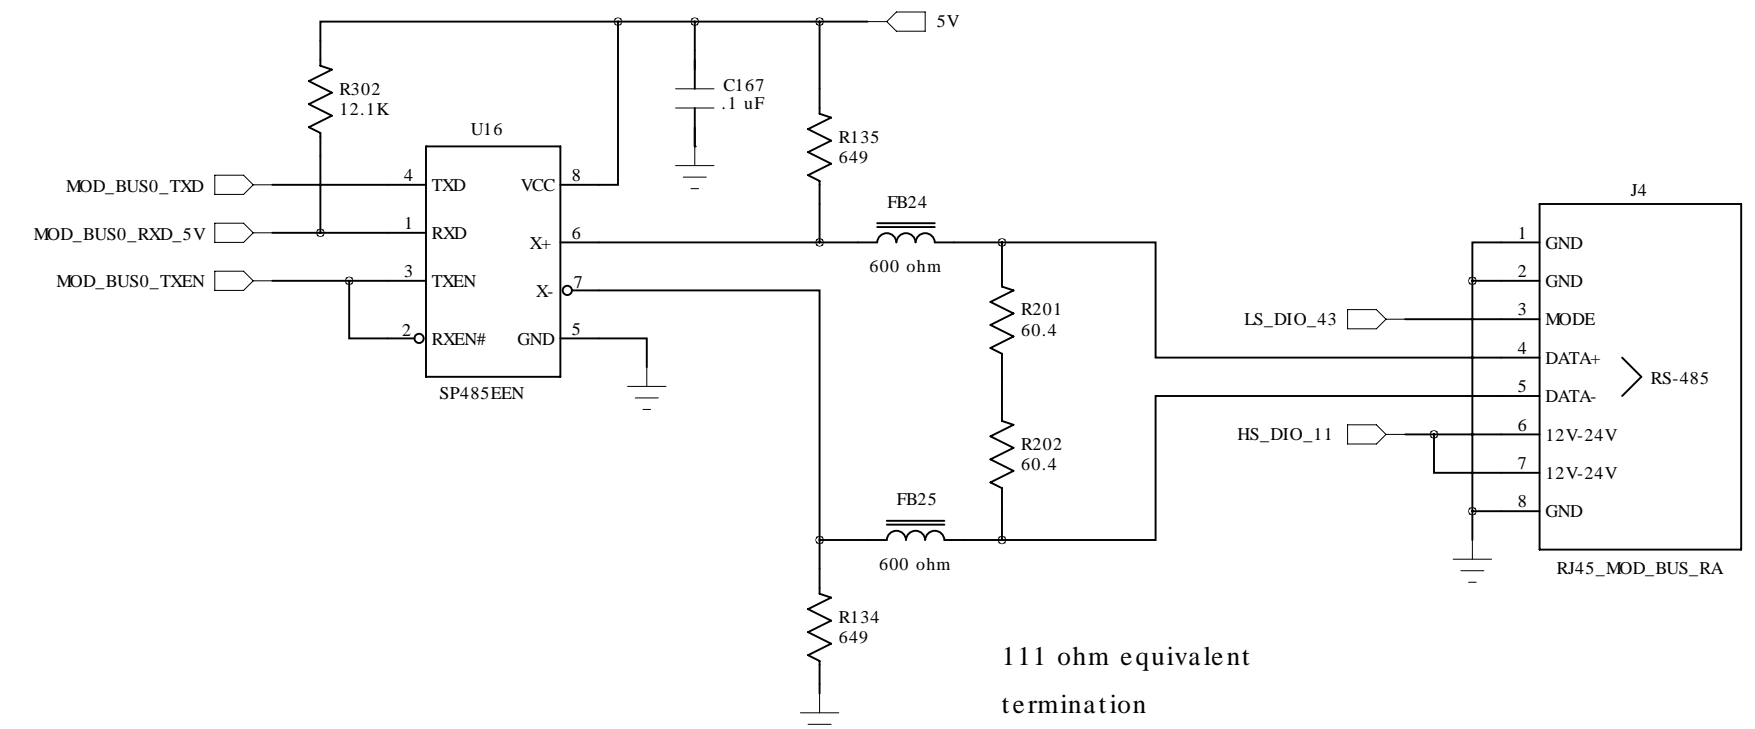 5V
R302
12.1K
C167
.1 uF
U16
R135
649
MOD_BUS0_TXD
4
TXD
VCC
8
J4
FB24
MOD_BUS0_RXD_5V
1
RXD
X+
6
600 ohm
1
GND
MOD_BUS0_TXEN
3
TXEN
X-
7
2
GND
R201
60.4
LS_DIO_43
3
MODE
2
RXEN#
GND
5
4
DATA+
RS-485
SP485EEN
5
DATA-
R202
60.4
HS_DIO_11
6
12V-24V
7
12V-24V
FB25
8
GND
600 ohm
RJ45_MOD_BUS_RA
R134
649
111 ohm equivalent
termination